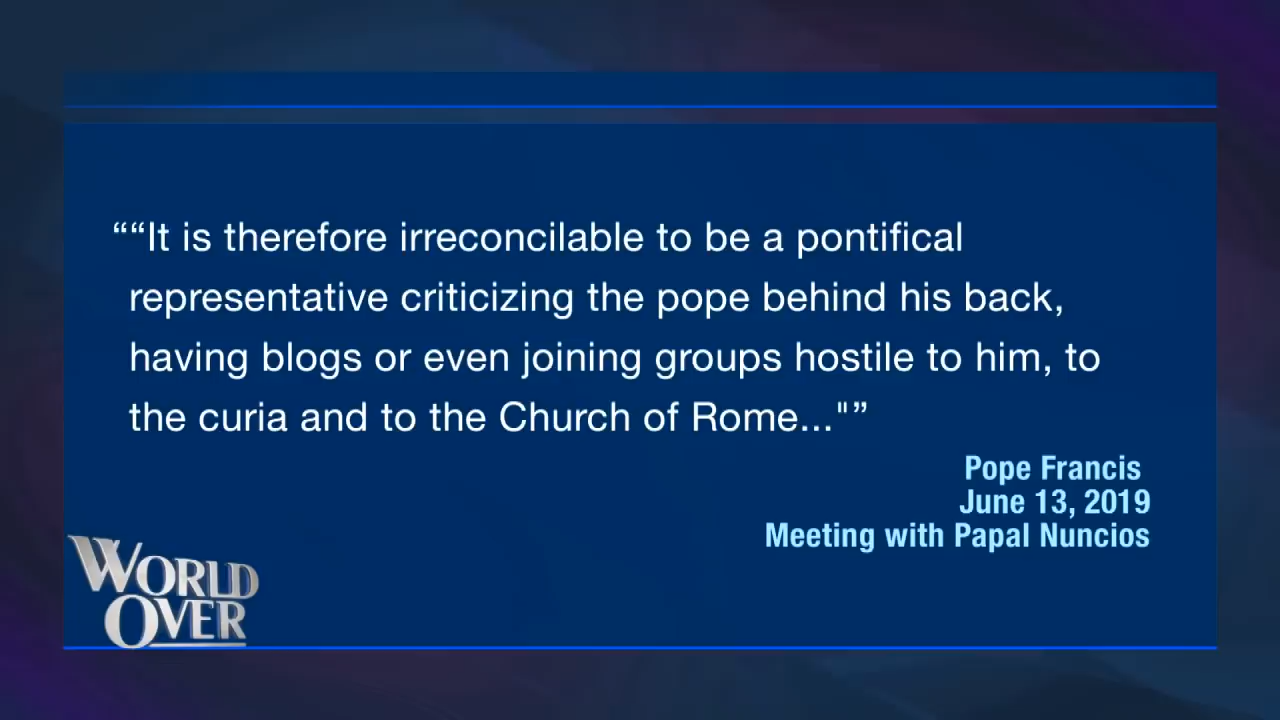 ““It is therefore irreconcilable to be a pontifical
representative criticizing the pope behind his back,
having blogs or even joining groups hostile to him, to
the curia and to the Church of Rome..."”
Pope Francis
June 13, 2019
Meeting with Papal Nuncios
WORLD
OVER